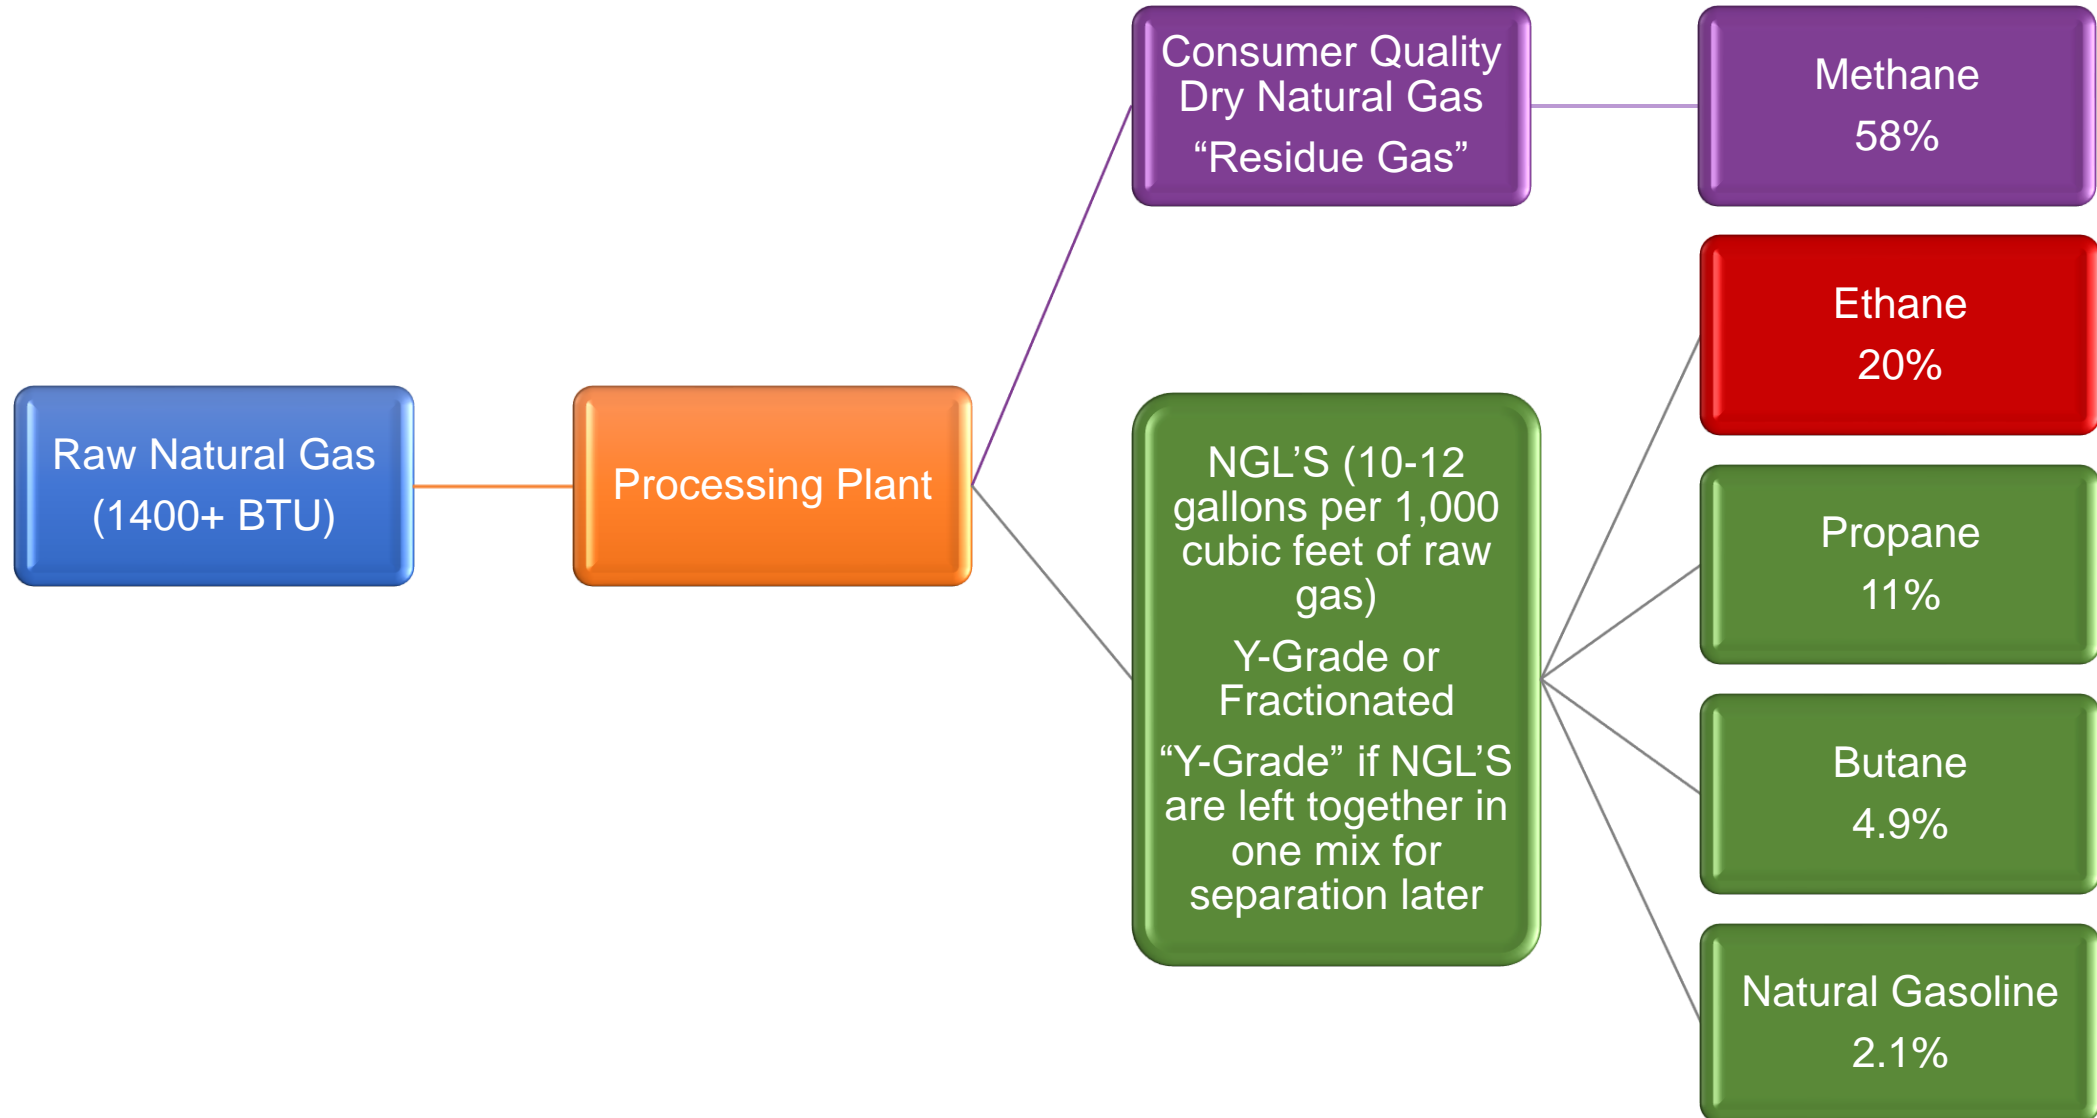 Raw Natural Gas
(1400+ BTU)
Processing Plant
Consumer Quality
Dry Natural Gas
“Residue Gas”
NGL’S (10-12
gallons per 1,000
cubic feet of raw
gas)
Y-Grade or
Fractionated
“Y-Grade” if NGL’S
are left together in
one mix for
separation later
Methane
58%
Ethane
20%
Propane
11%
Butane
4.9%
Natural Gasoline
2.1%